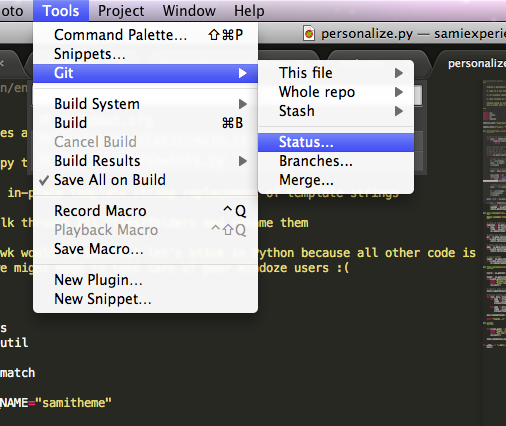 oto Tools Project Window Help
personalize.py — samiexperie
Command Palette... ⇧⌘P
Snippets...
Git
Build System
Build ⌘B
Cancel Build
Build Results
✓ Save All on Build
Record Macro ^Q
Playback Macro ^⇧Q
Save Macro...
New Plugin...
New Snippet...
This file
Whole repo
Stash
Status...
Branches...
Merge...
personalize
n/en
es a
py t
in-p
of template strings
lk thr
them
wk wo
Python because all other code is
e mig
doze users :(
s
util
match
NAME="samitheme"